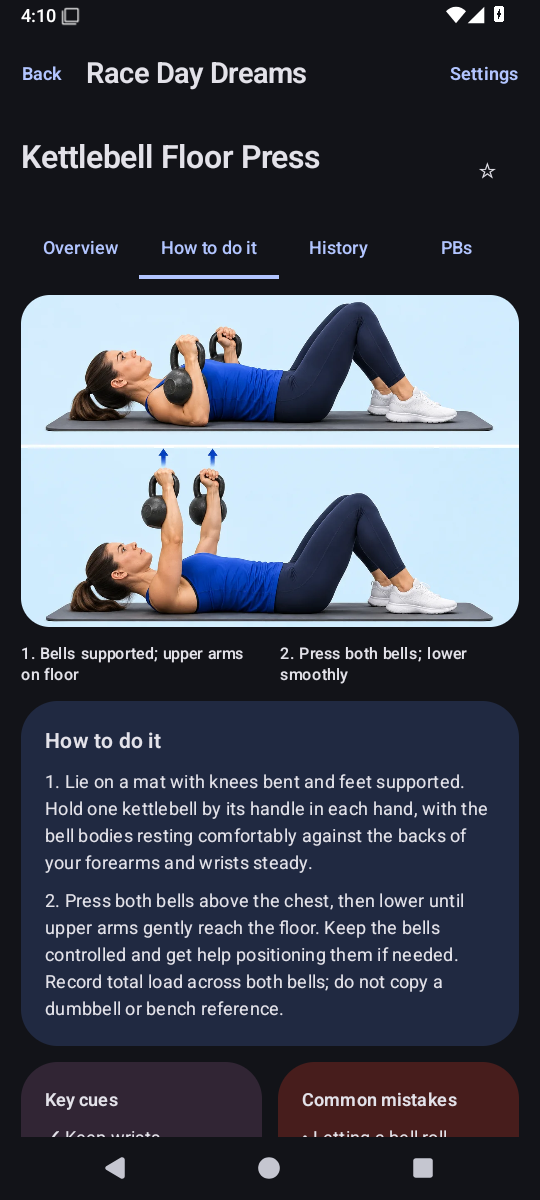 4:10
Back Race Day Dreams Settings
Kettlebell Floor Press
Overview How to do it History PBs
1. Bells supported; upper arms
on floor
2. Press both bells; lower
smoothly
How to do it
1. Lie on a mat with knees bent and feet supported.
Hold one kettlebell by its handle in each hand, with the
bell bodies resting comfortably against the backs of
your forearms and wrists steady.
2. Press both bells above the chest, then lower until
upper arms gently reach the floor. Keep the bells
controlled and get help positioning them if needed.
Record total load across both bells; do not copy a
dumbbell or bench reference.
Key cues
✓ Keep wrists
Common mistakes
• Letting a bell roll